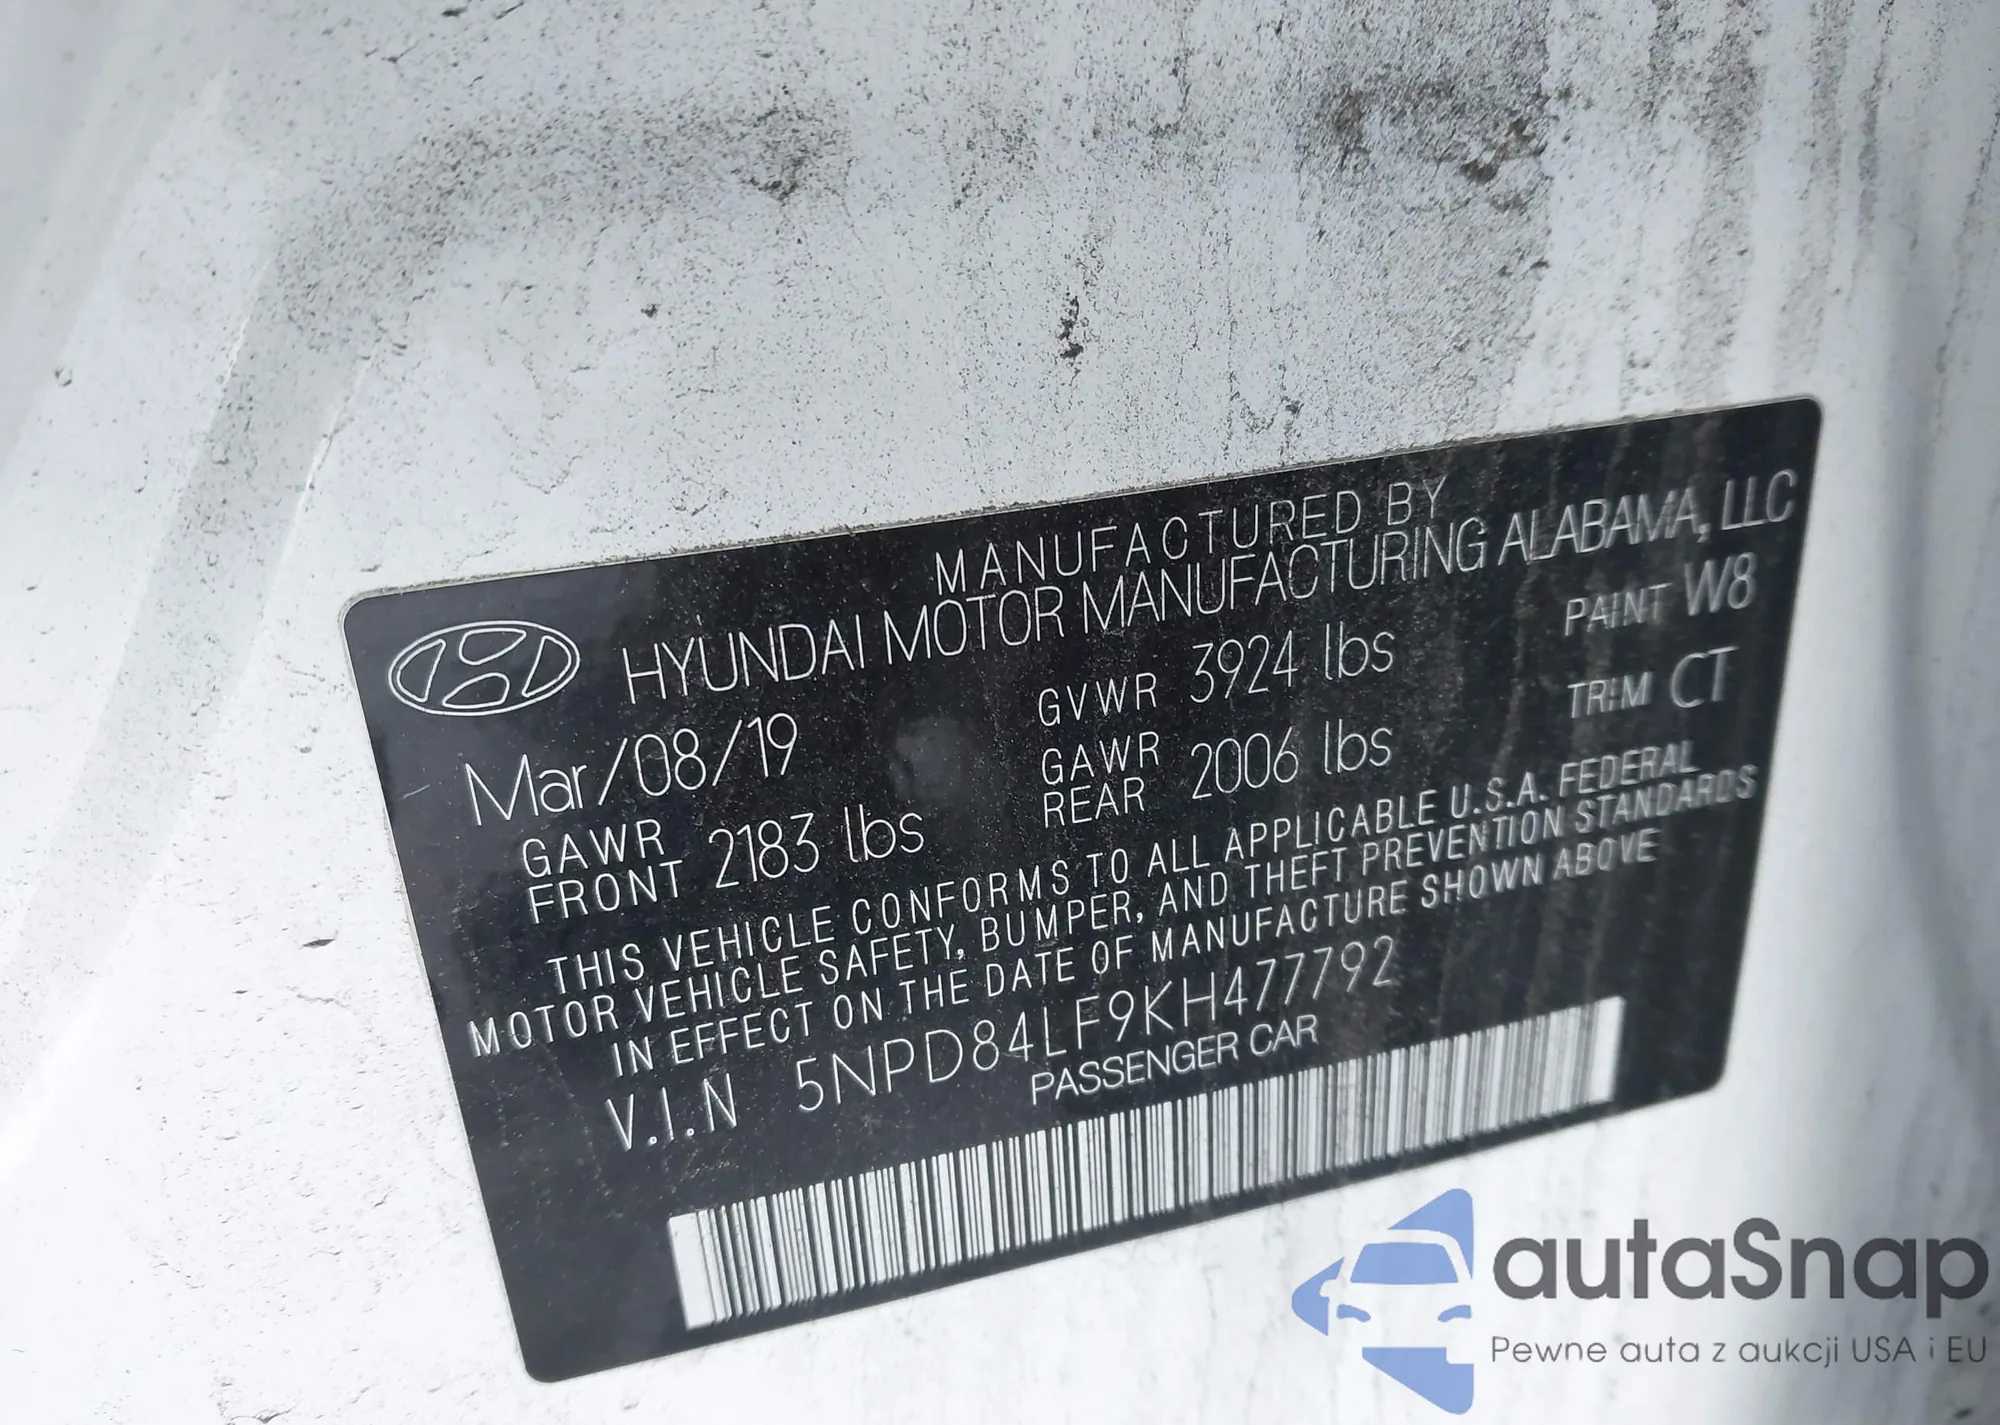 MANUFACTURED BY
HYUNDAI MOTOR MANUFACTURING ALABAMA, LLC
Mar/08/19 GVWR 3924 lbs PAINT W8
GAWR FRONT 2183 lbs GAWR REAR 2006 lbs TRIM CT
THIS VEHICLE CONFORMS TO ALL APPLICABLE U.S.A. FEDERAL
MOTOR VEHICLE SAFETY, BUMPER, AND THEFT PREVENTION STANDARDS
IN EFFECT ON THE DATE OF MANUFACTURE SHOWN ABOVE
V.I.N 5NPD84LF9KH477792
PASSENGER CAR
autaSnap
Pewne auta z aukcji USA i EU